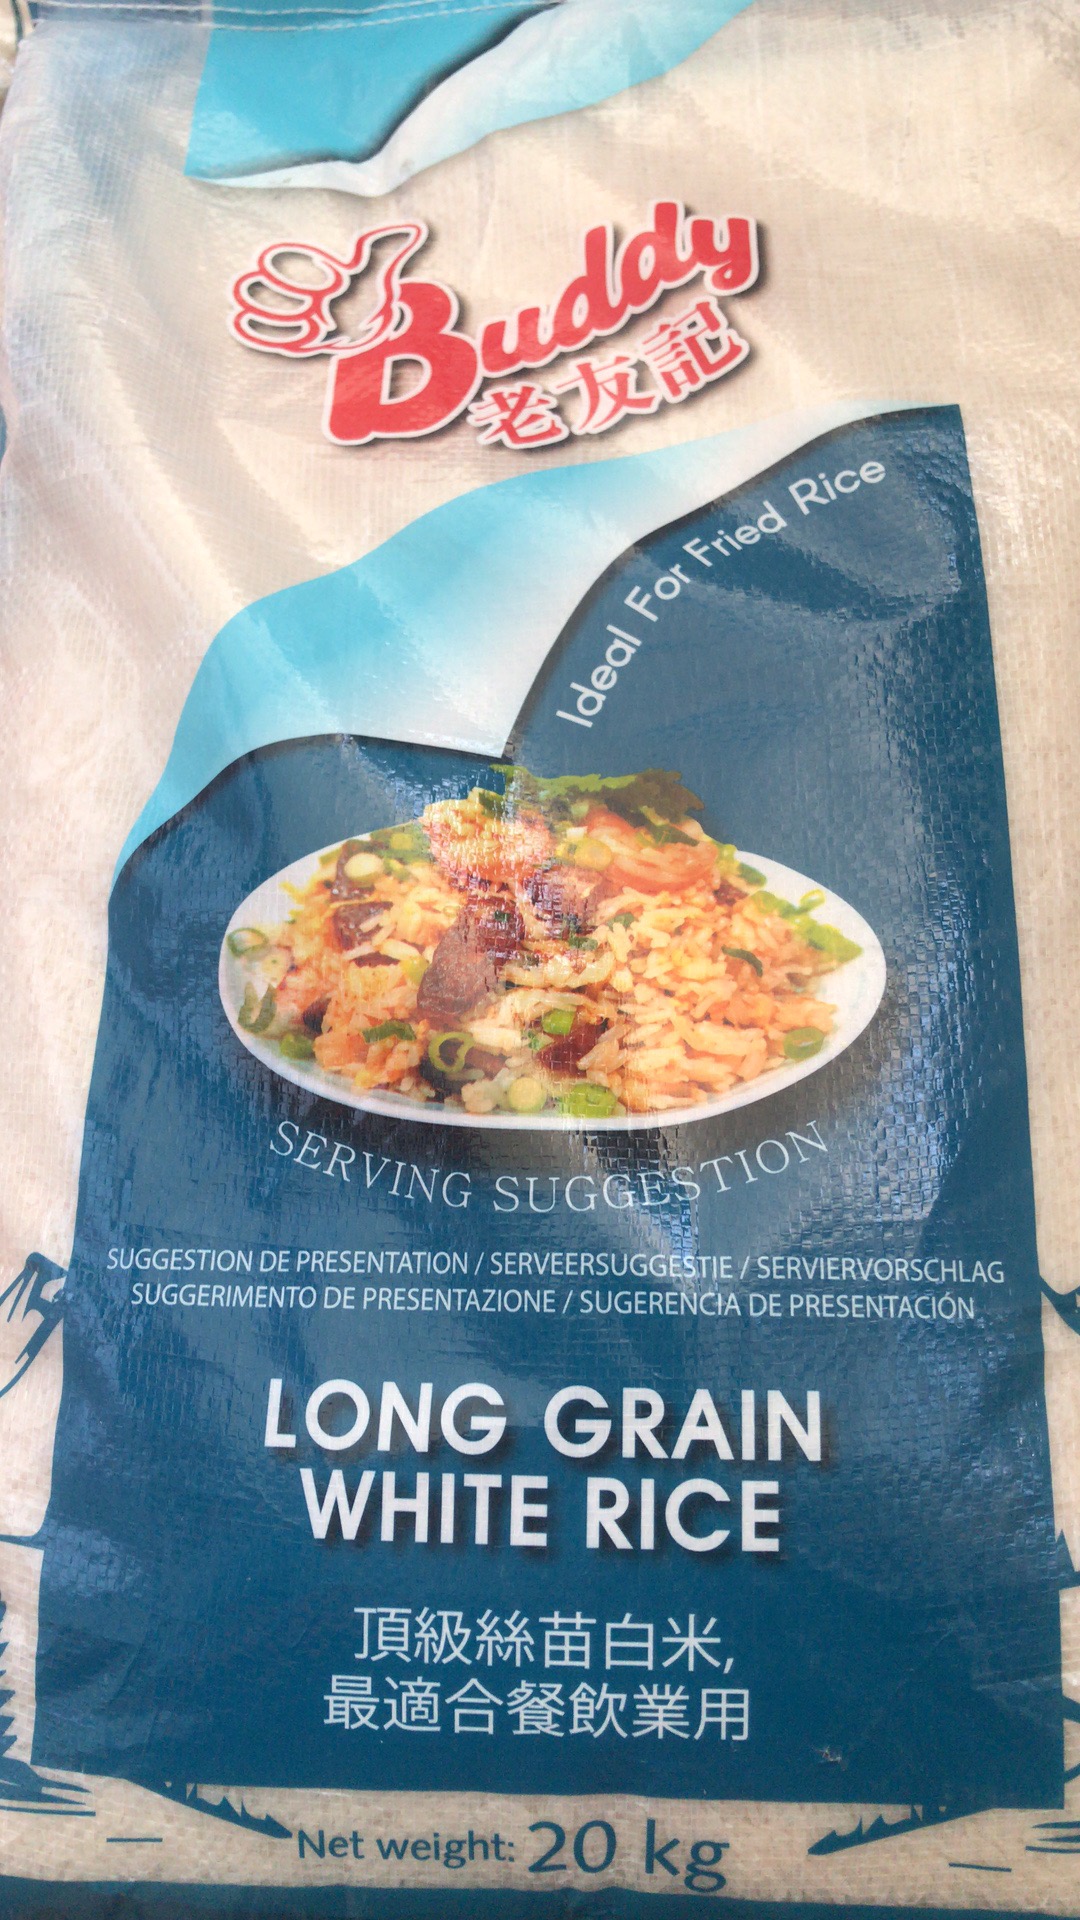 Buddy
老友記
Ideal For Fried Rice
SERVING SUGGESTION
SUGGESTION DE PRESENTATION / SERVEERSUGGESTIE / SERVIERVORSCHLAG
SUGGERIMENTO DE PRESENTAZIONE / SUGERENCIA DE PRESENTACIÓN
LONG GRAIN
WHITE RICE
頂級絲苗白米,
最適合餐飲業用
Net weight: 20 kg